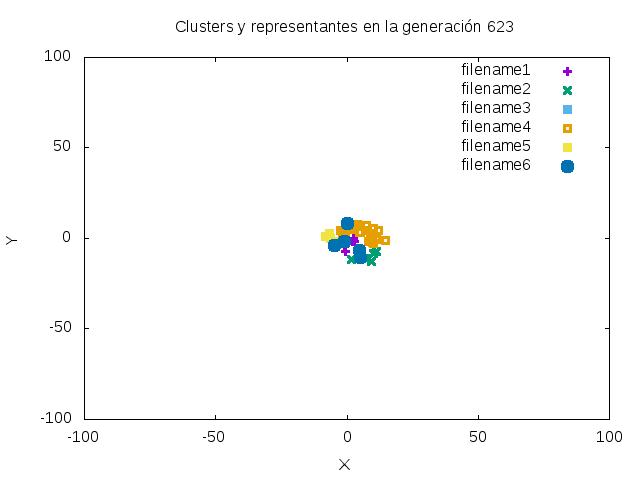 Clusters y representantes en la generación 623
filename1
filename2
filename3
filename4
filename5
filename6
100
50
0
-50
-100
Y
-100
-50
0
50
100
X